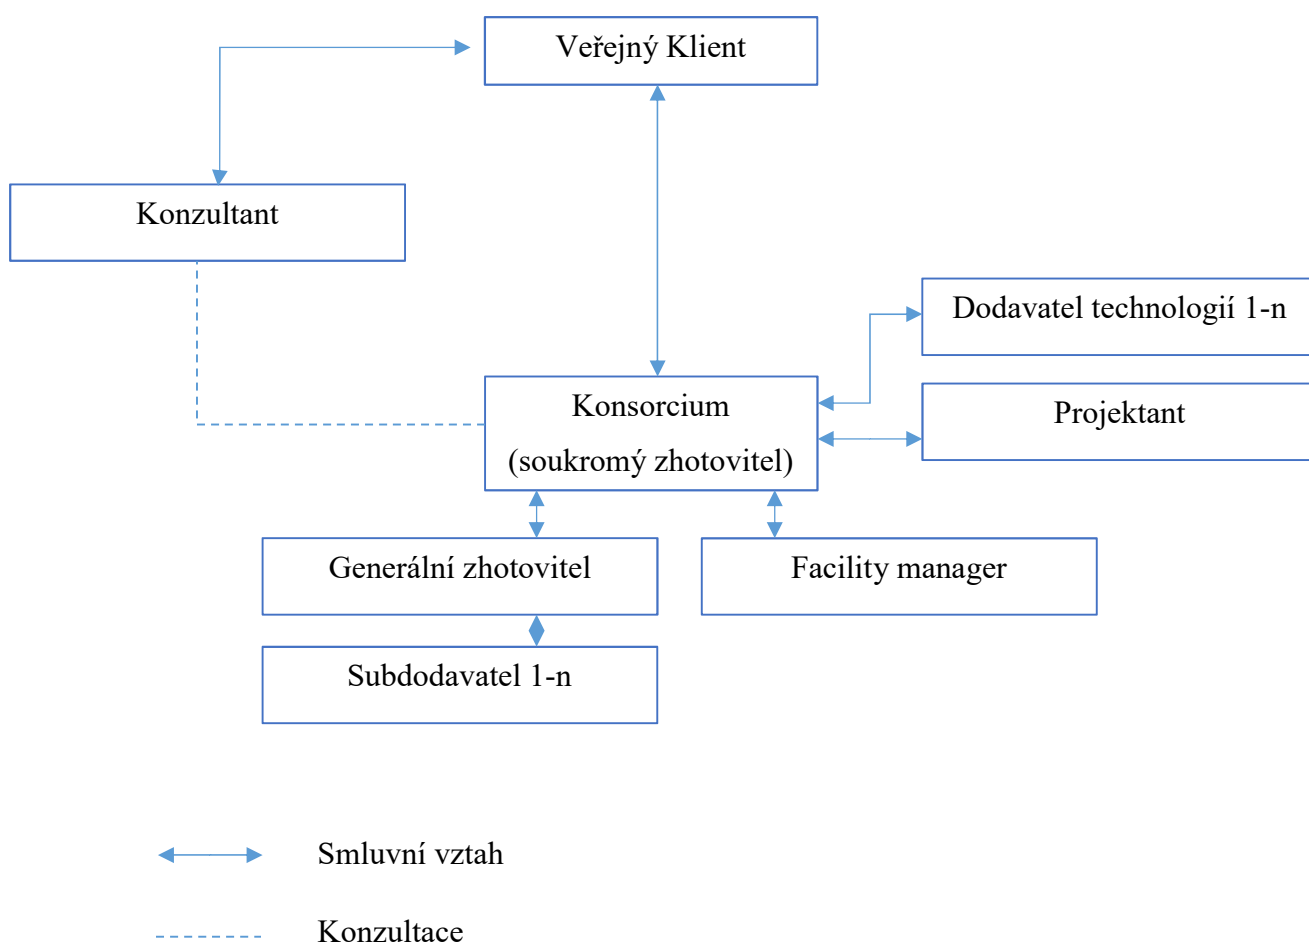 Veřejný Klient
Konzultant
Dodavatel technologií 1-n
Projektant
Konsorcium
(soukromý zhotovitel)
Generální zhotovitel
Facility manager
Subdodavatel 1-n
Smluvní vztah
Konzultace